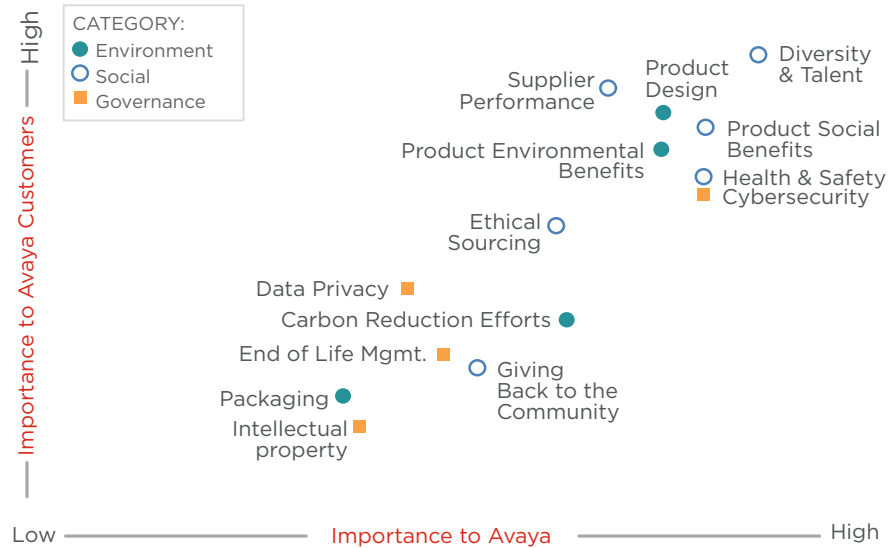 High
CATEGORY:
Environment
Social
Governance
Importance to Avaya Customers
Diversity
& Talent
Product
Design
Supplier
Performance
Product Social
Benefits
Product Environmental
Benefits
Health & Safety
Cybersecurity
Ethical
Sourcing
Data Privacy
Carbon Reduction Efforts
End of Life Mgmt.
Giving
Back to the
Community
Packaging
Intellectual
property
Low
Importance to Avaya
High